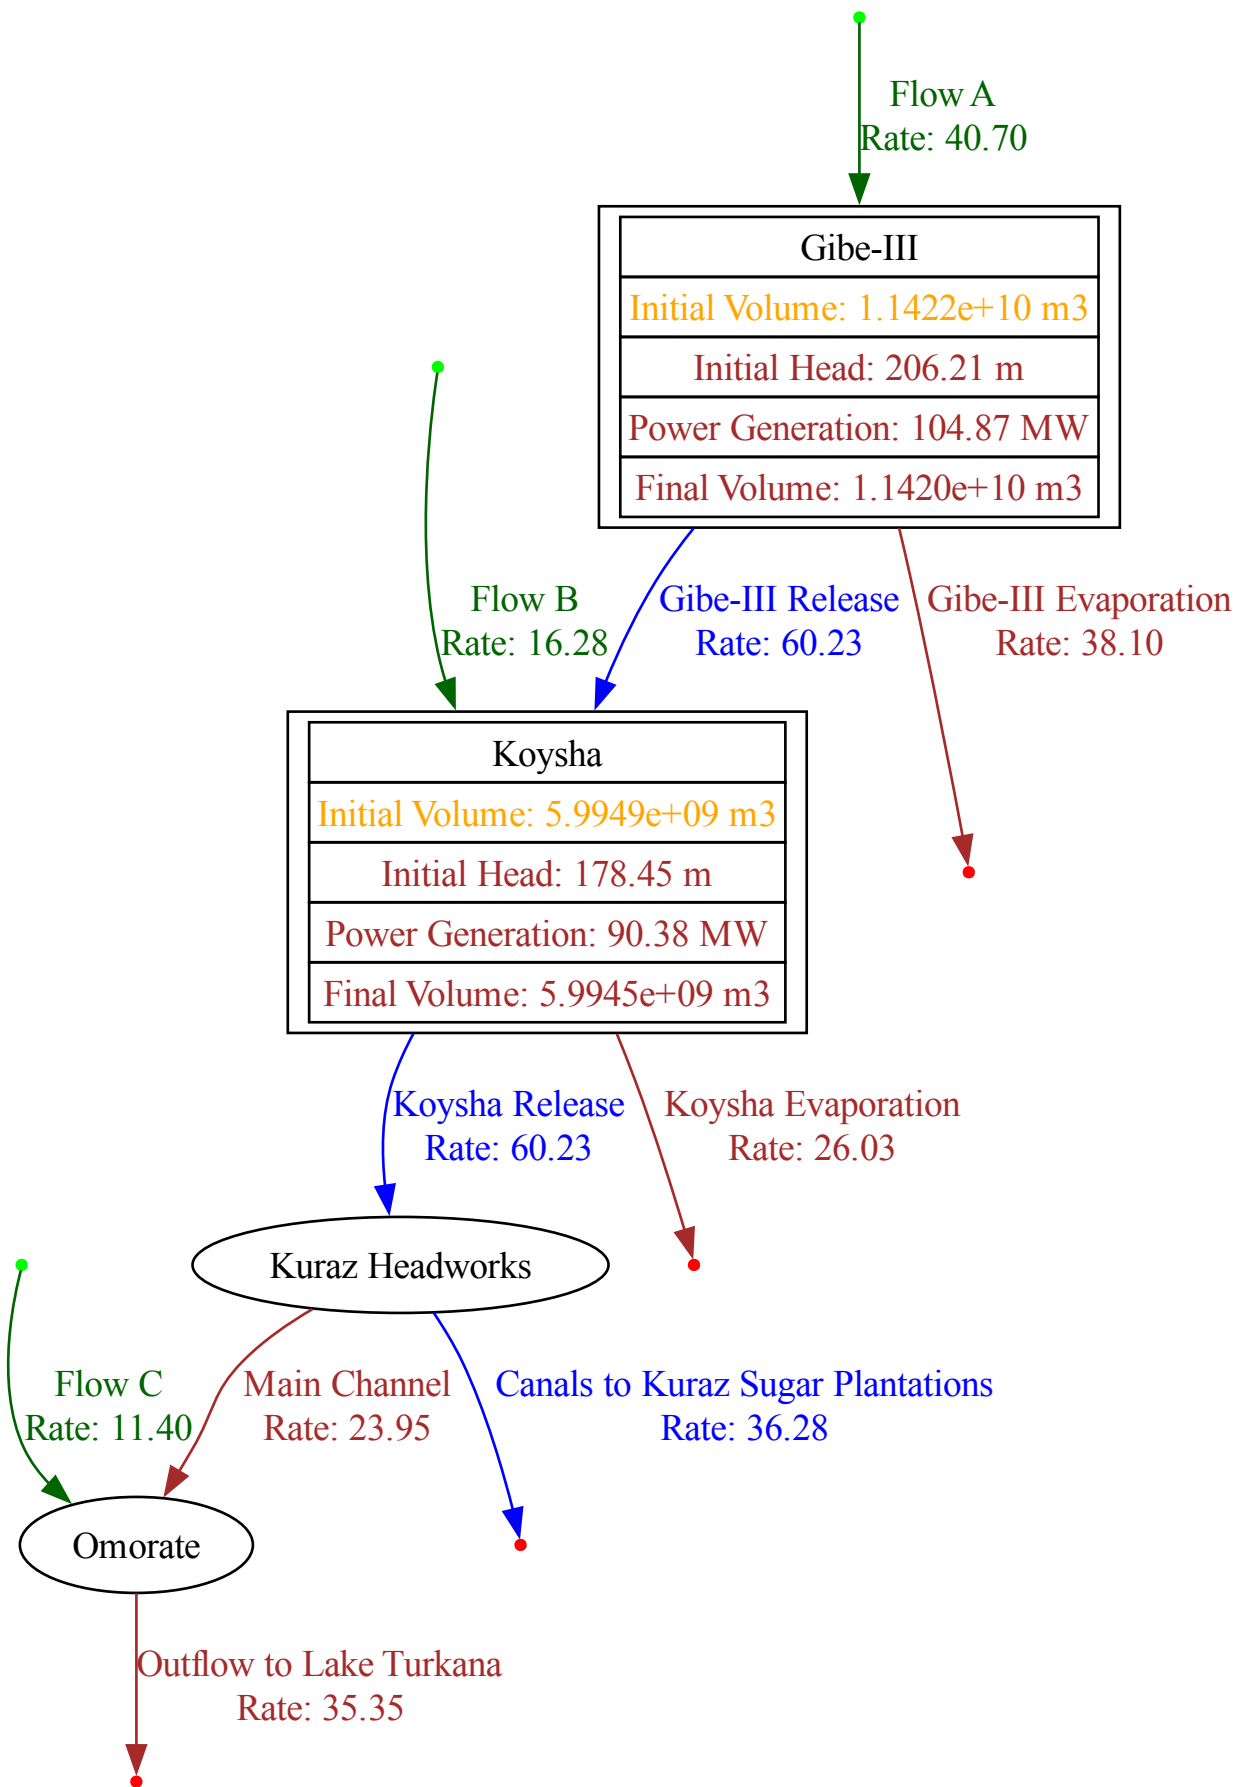 Flow A
Rate: 40.70
Gibe-III
Initial Volume: 1.1422e+10 m3
Initial Head: 206.21 m
Power Generation: 104.87 MW
Final Volume: 1.1420e+10 m3
Flow B
Rate: 16.28
Gibe-III Release
Rate: 60.23
Gibe-III Evaporation
Rate: 38.10
Koysha
Initial Volume: 5.9949e+09 m3
Initial Head: 178.45 m
Power Generation: 90.38 MW
Final Volume: 5.9945e+09 m3
Koysha Release
Rate: 60.23
Koysha Evaporation
Rate: 26.03
Kuraz Headworks
Flow C
Rate: 11.40
Main Channel
Rate: 23.95
Canals to Kuraz Sugar Plantations
Rate: 36.28
Omorate
Outflow to Lake Turkana
Rate: 35.35